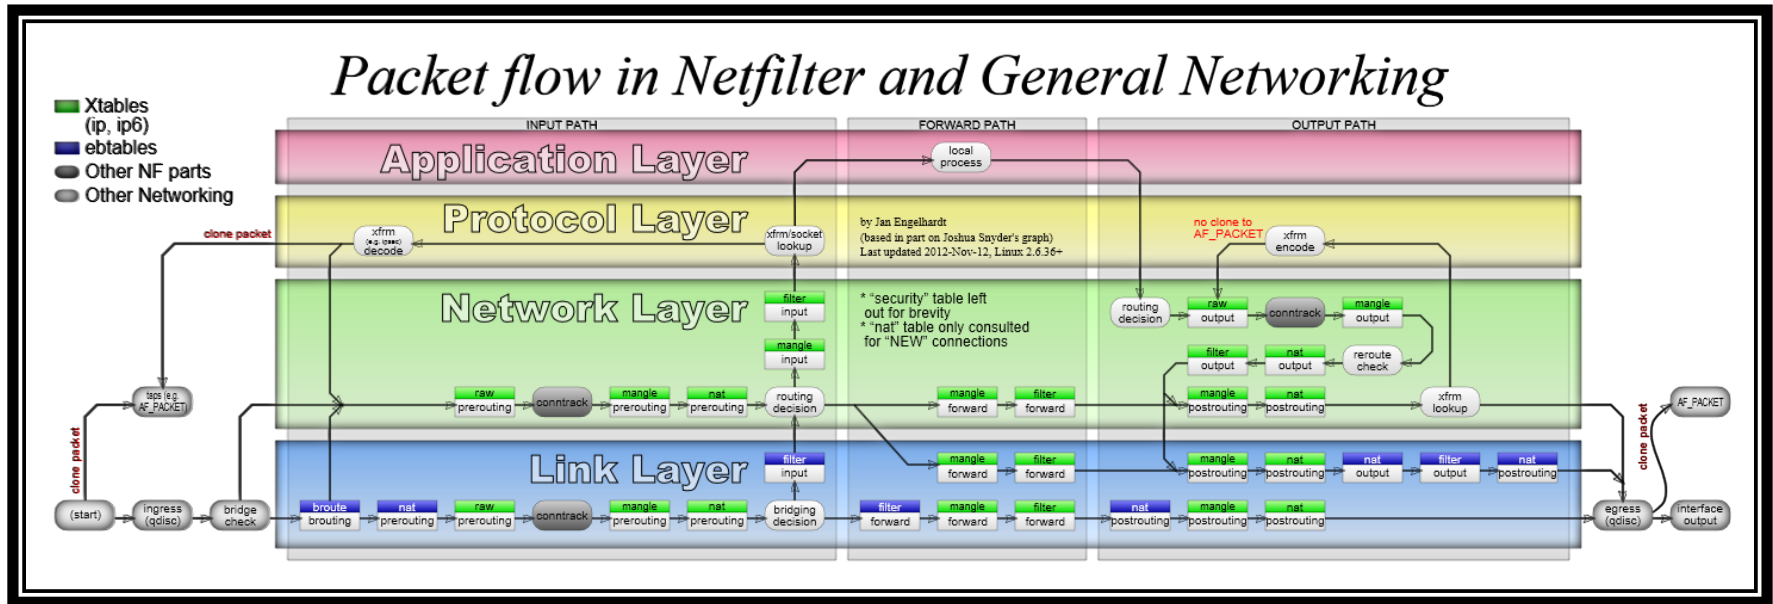 Packet flow in Netfilter and General Networking
Xtables
(ip, ip6)
ebtables
Other NF parts
Other Networking
INPUT PATH
FORWARD PATH
OUTPUT PATH
Application Layer
local
process
Protocol Layer
clone packet
xfrm
(e.g. ipsec)
decode
xfrm/socket
lookup
by Jan Engelhardt
(based in part on Joshua Snyder's graph)
Last updated 2012-Nov-12, Linux 2.6.36+
no clone to
AF_PACKET
xfrm
encode
Network Layer
filter
input
mangle
input
* “security” table left
out for brevity
* “nat” table only consulted
for “NEW” connections
routing
decision
raw
output
conntrack
mangle
output
filter
output
nat
output
reroute
check
taps (e.g.
AF_PACKET)
raw
prerouting
conntrack
mangle
prerouting
nat
prerouting
routing
decision
mangle
forward
filter
forward
mangle
postrouting
nat
postrouting
xfrm
lookup
AF_PACKET
clone packet
clone packet
Link Layer
filter
input
mangle
forward
filter
forward
mangle
postrouting
nat
postrouting
nat
output
filter
output
nat
postrouting
(start)
ingress
(qdisc)
bridge
check
broute
brouting
nat
prerouting
raw
prerouting
conntrack
mangle
prerouting
nat
prerouting
bridging
decision
filter
forward
mangle
forward
filter
forward
nat
postrouting
mangle
postrouting
nat
postrouting
egress
(qdisc)
interface
output